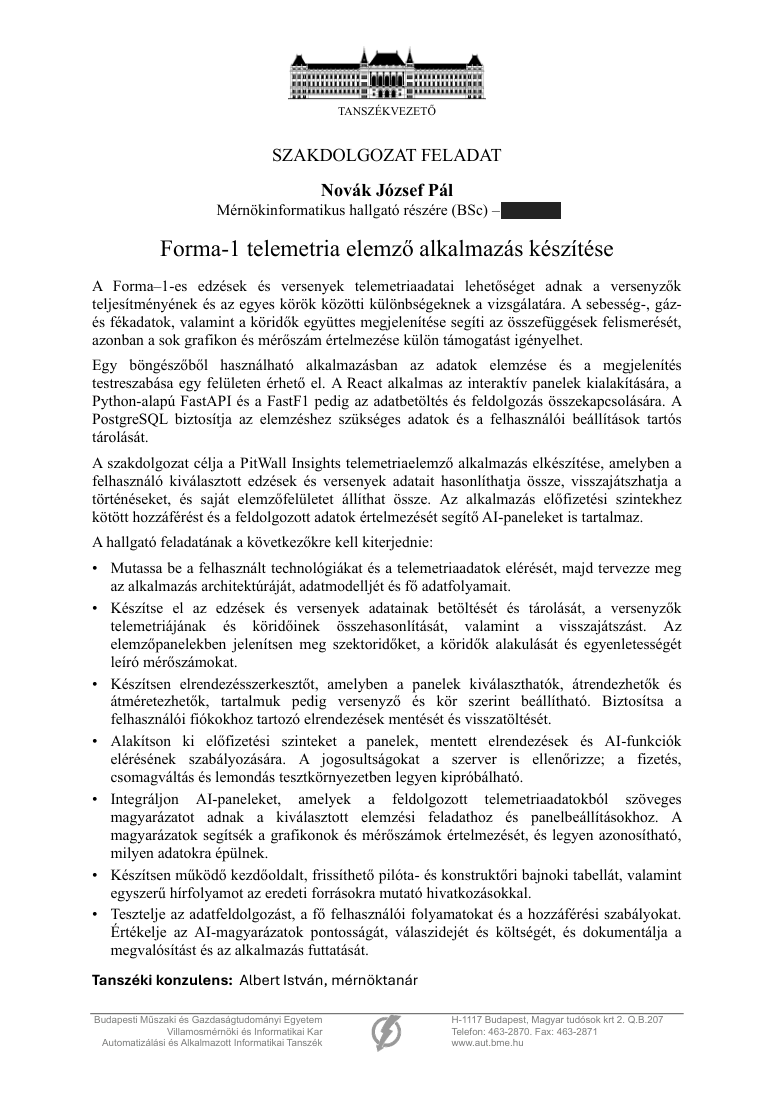 TANSZÉKVEZETŐ
SZAKDOLGOZAT FELADAT
Novák József Pál
Mérnökinformatikus hallgató részére (BSc) –
Forma-1 telemetria elemző alkalmazás készítése
A Forma–1-es edzések és versenyek telemetriaadatai lehetőséget adnak a versenyzők
teljesítményének és az egyes körök közötti különbségeknek a vizsgálatára. A sebesség-, gáz-
és fékadatok, valamint a köridők együttes megjelenítése segíti az összefüggések felismerését,
azonban a sok grafikon és mérőszám értelmezése külön támogatást igényelhet.
Egy böngészőből használható alkalmazásban az adatok elemzése és a megjelenítés
testreszabása egy felületen érhető el. A React alkalmas az interaktív panelek kialakítására, a
Python-alapú FastAPI és a FastF1 pedig az adatbetöltés és feldolgozás összekapcsolására. A
PostgreSQL biztosítja az elemzéshez szükséges adatok és a felhasználói beállítások tartós
tárolását.
A szakdolgozat célja a PitWall Insights telemetriaelemző alkalmazás elkészítése, amelyben a
felhasználó kiválasztott edzések és versenyek adatait hasonlíthatja össze, visszajátszhatja a
történéseket, és saját elemzőfelületet állíthat össze. Az alkalmazás előfizetési szintekhez
kötött hozzáférést és a feldolgozott adatok értelmezését segítő AI-paneleket is tartalmaz.
A hallgató feladatának a következőkre kell kiterjednie:
• Mutassa be a felhasznált technológiákat és a telemetriaadatok elérését, majd tervezze meg
az alkalmazás architektúráját, adatmodelljét és fő adatfolyamait.
• Készítse el az edzések és versenyek adatainak betöltését és tárolását, a versenyzők
telemetriájának és köridőinek összehasonlítását, valamint a visszajátszást. Az
elemzőpanelekben jelenítsen meg szektoridőket, a köridők alakulását és egyenletességét
leíró mérőszámokat.
• Készítsen elrendezésszerkesztőt, amelyben a panelek kiválaszthatók, átrendezhetők és
átméretezhetők, tartalmuk pedig versenyző és kör szerint beállítható. Biztosítsa a
felhasználói fiókokhoz tartozó elrendezések mentését és visszatöltését.
• Alakítson ki előfizetési szinteket a panelek, mentett elrendezések és AI-funkciók
elérésének szabályozására. A jogosultságokat a szerver is ellenőrizze; a fizetés,
csomagváltás és lemondás tesztkörnyezetben legyen kipróbálható.
• Integráljon AI-paneleket, amelyek a feldolgozott telemetriaadatokból szöveges
magyarázatot adnak a kiválasztott elemzési feladathoz és panelbeállításokhoz. A
magyarázatok segítsék a grafikonok és mérőszámok értelmezését, és legyen azonosítható,
milyen adatokra épülnek.
• Készítsen működő kezdőoldalt, frissíthető pilóta- és konstruktőri bajnoki tabellát, valamint
egyszerű hírfolyamot az eredeti forrásokra mutató hivatkozásokkal.
• Tesztelje az adatfeldolgozást, a fő felhasználói folyamatokat és a hozzáférési szabályokat.
Értékelje az AI-magyarázatok pontosságát, válaszidejét és költségét, és dokumentálja a
megvalósítást és az alkalmazás futtatását.
Tanszéki konzulens: Albert István, mérnöktanár
Budapesti Műszaki és Gazdaságtudományi Egyetem
Villamosmérnöki és Informatikai Kar
Automatizálási és Alkalmazott Informatikai Tanszék
H-1117 Budapest, Magyar tudósok krt 2. Q.B.207
Telefon: 463-2870. Fax: 463-2871
www.aut.bme.hu